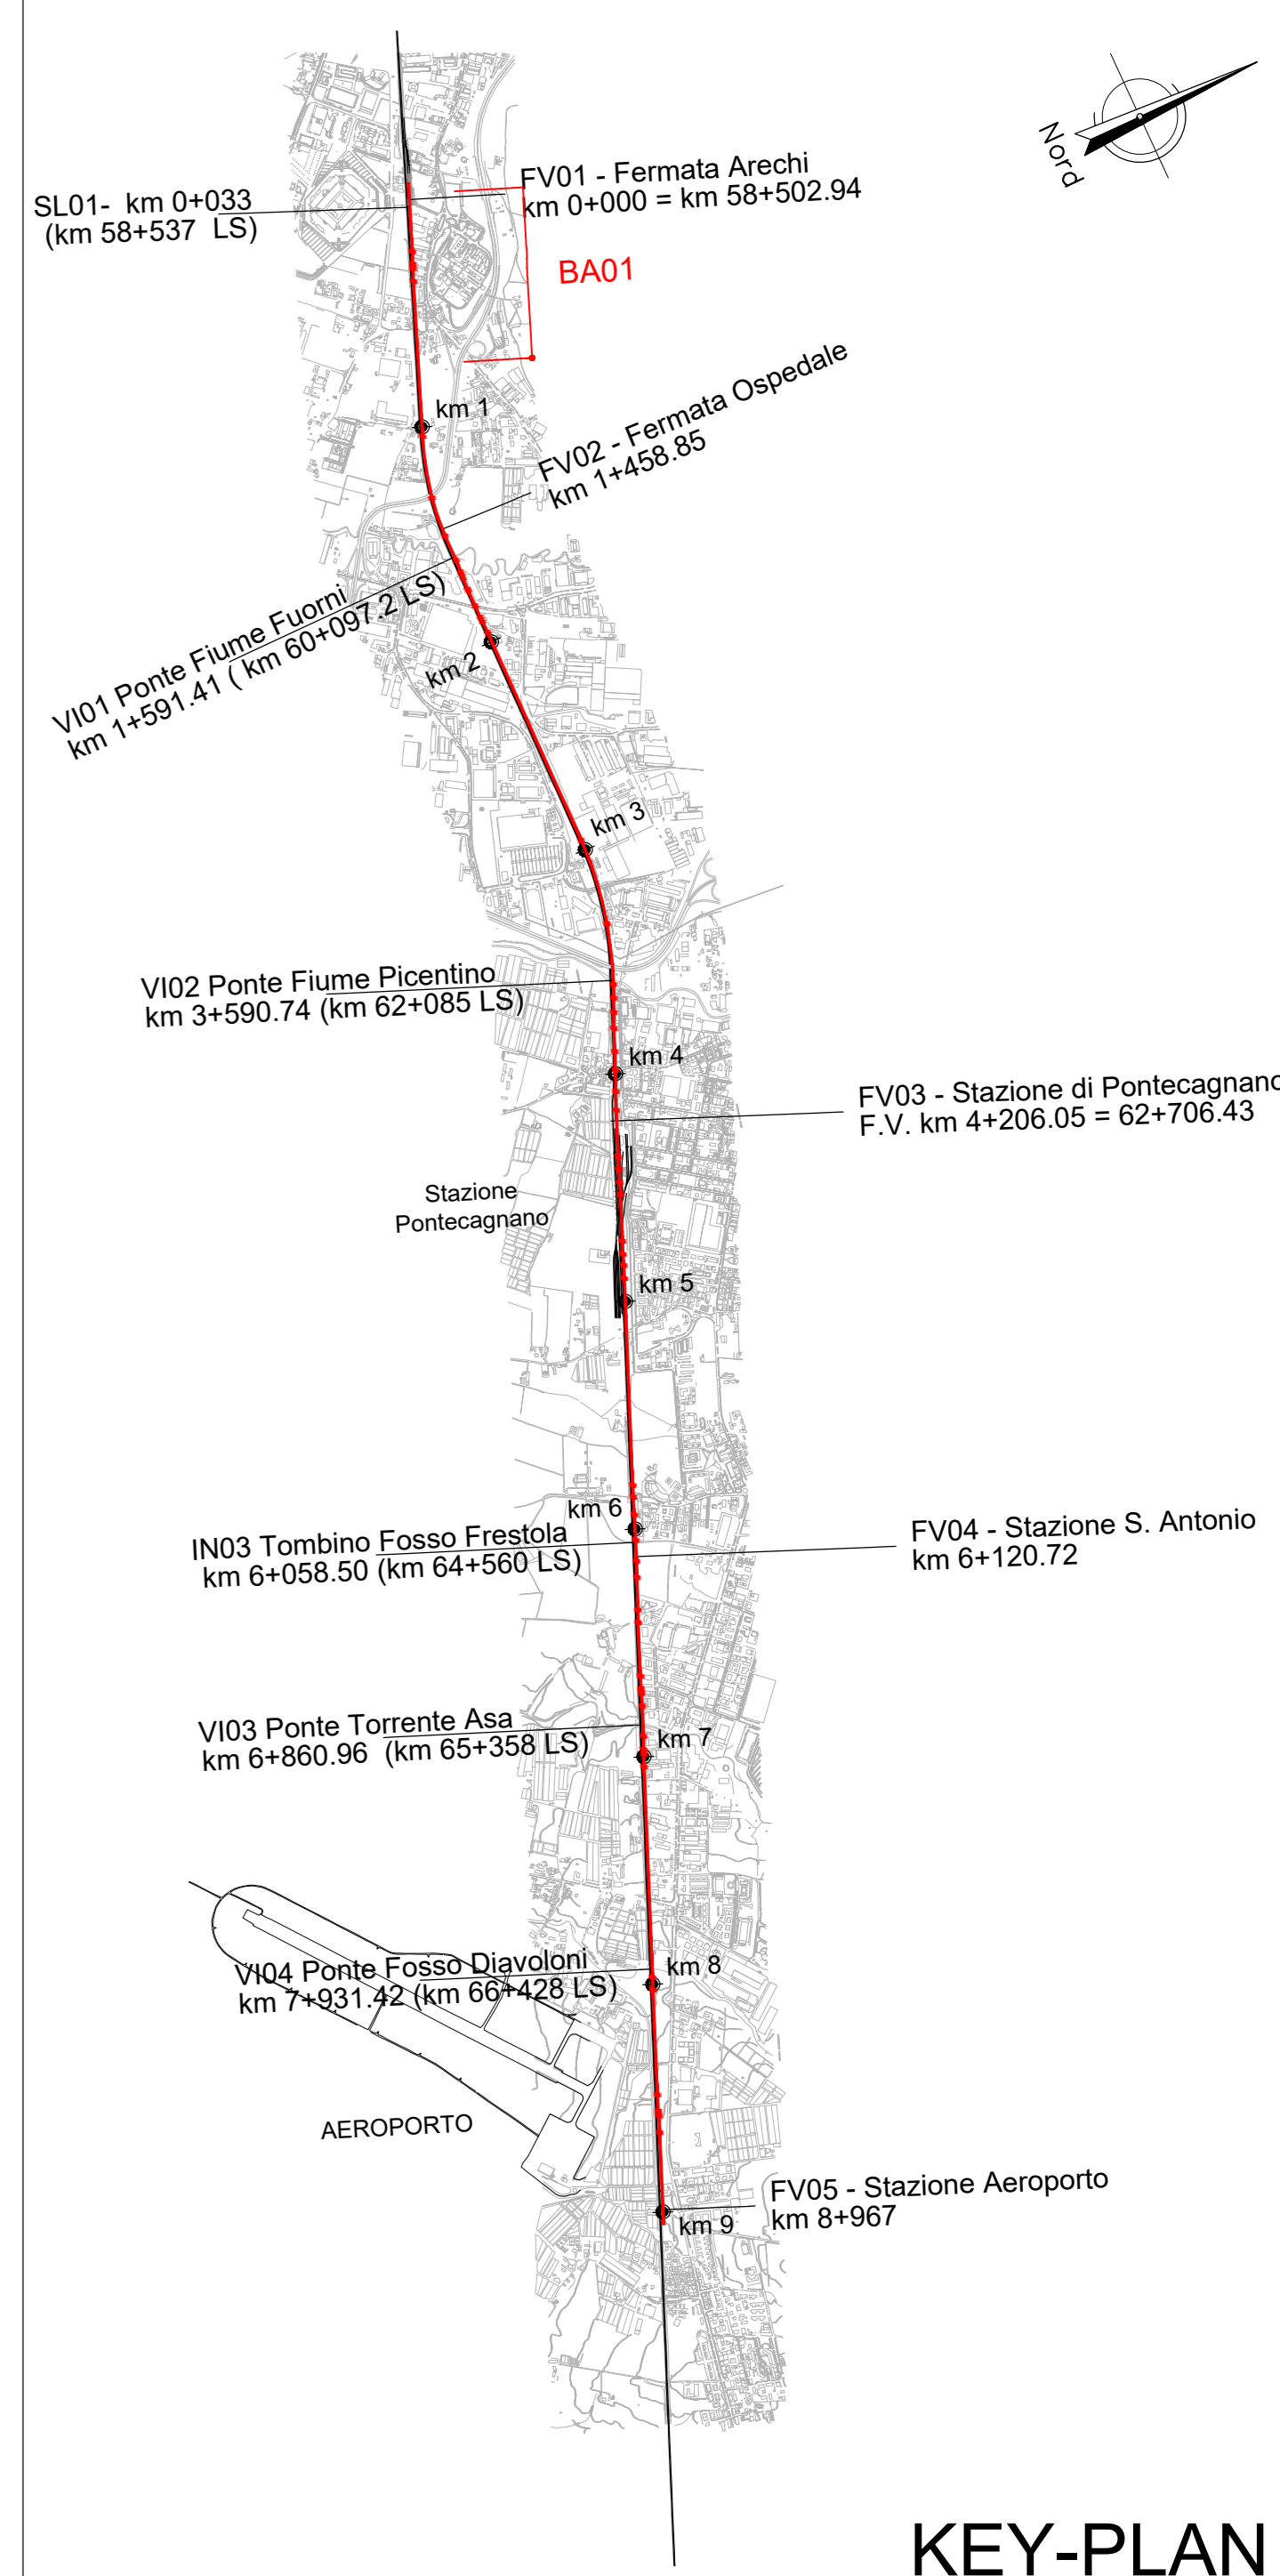 Nord
FV01 - Fermata Arechi
km 0+000 = km 58+502.94
SL01-  km 0+033
(km 58+537  LS)
BA01
km 1
FV02 - Fermata Ospedale
km 1+458.85
VI01 Ponte Fiume Fuorni
km 1+591.41 ( km 60+097.2 LS)
km 2
km 3
VI02 Ponte Fiume Picentino
km 3+590.74 (km 62+085 LS)
km 4
FV03 - Stazione di Pontecagnano
F.V. km 4+206.05 = 62+706.43
Stazione
Pontecagnano
km 5
km 6
IN03 Tombino Fosso Frestola
km 6+058.50 (km 64+560 LS)
FV04 - Stazione S. Antonio
km 6+120.72
VI03 Ponte Torrente Asa
km 6+860.96  (km 65+358 LS)
km 7
VI04 Ponte Fosso Diavoloni
km 7+931.42 (km 66+428 LS)
km 8
AEROPORTO
FV05 - Stazione Aeroporto
km 8+967
km 9
KEY-PLAN